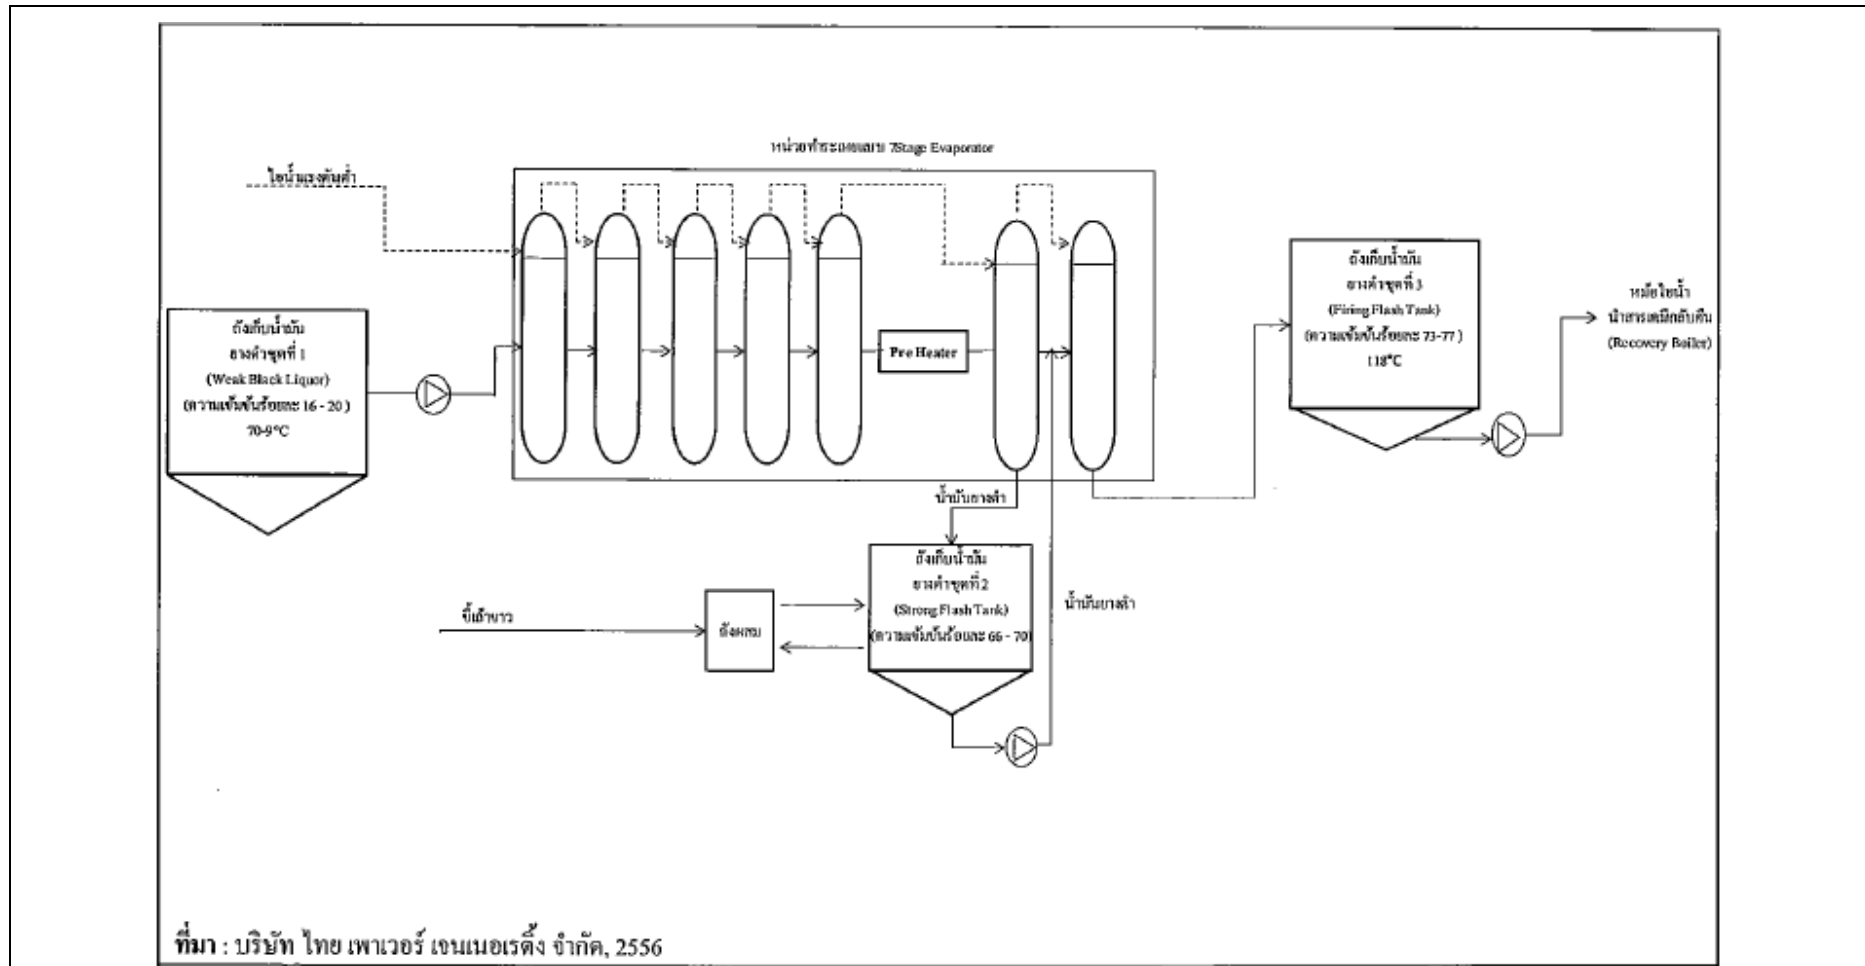 หน่วยทำระเหยแบบ 7Stage Evaporator
ไอน้ำแรงดันต่ำ
ถังเก็บน้ำมัน
ยางดำชุดที่ 1
(Weak Black Liquor)
(ความเข้มข้นร้อยละ 16 - 20 )
70-9°C
Pre Heater
ถังเก็บน้ำมัน
ยางดำชุดที่ 3
(Firing Flash Tank)
(ความเข้มข้นร้อยละ 73-77 )
118°C
หม้อไอน้ำ
นำสารเคมีกลับคืน
(Recovery Boiler)
น้ำมันยางดำ
ถังเก็บน้ำมัน
ยางดำชุดที่ 2
(Strong Flash Tank)
(ความเข้มข้นร้อยละ 66 - 70)
น้ำมันยางดำ
ขี้เถ้าขาว
ถังผสม
ที่มา : บริษัท ไทย เพาเวอร์ เจนเนอเรติ้ง จำกัด, 2556